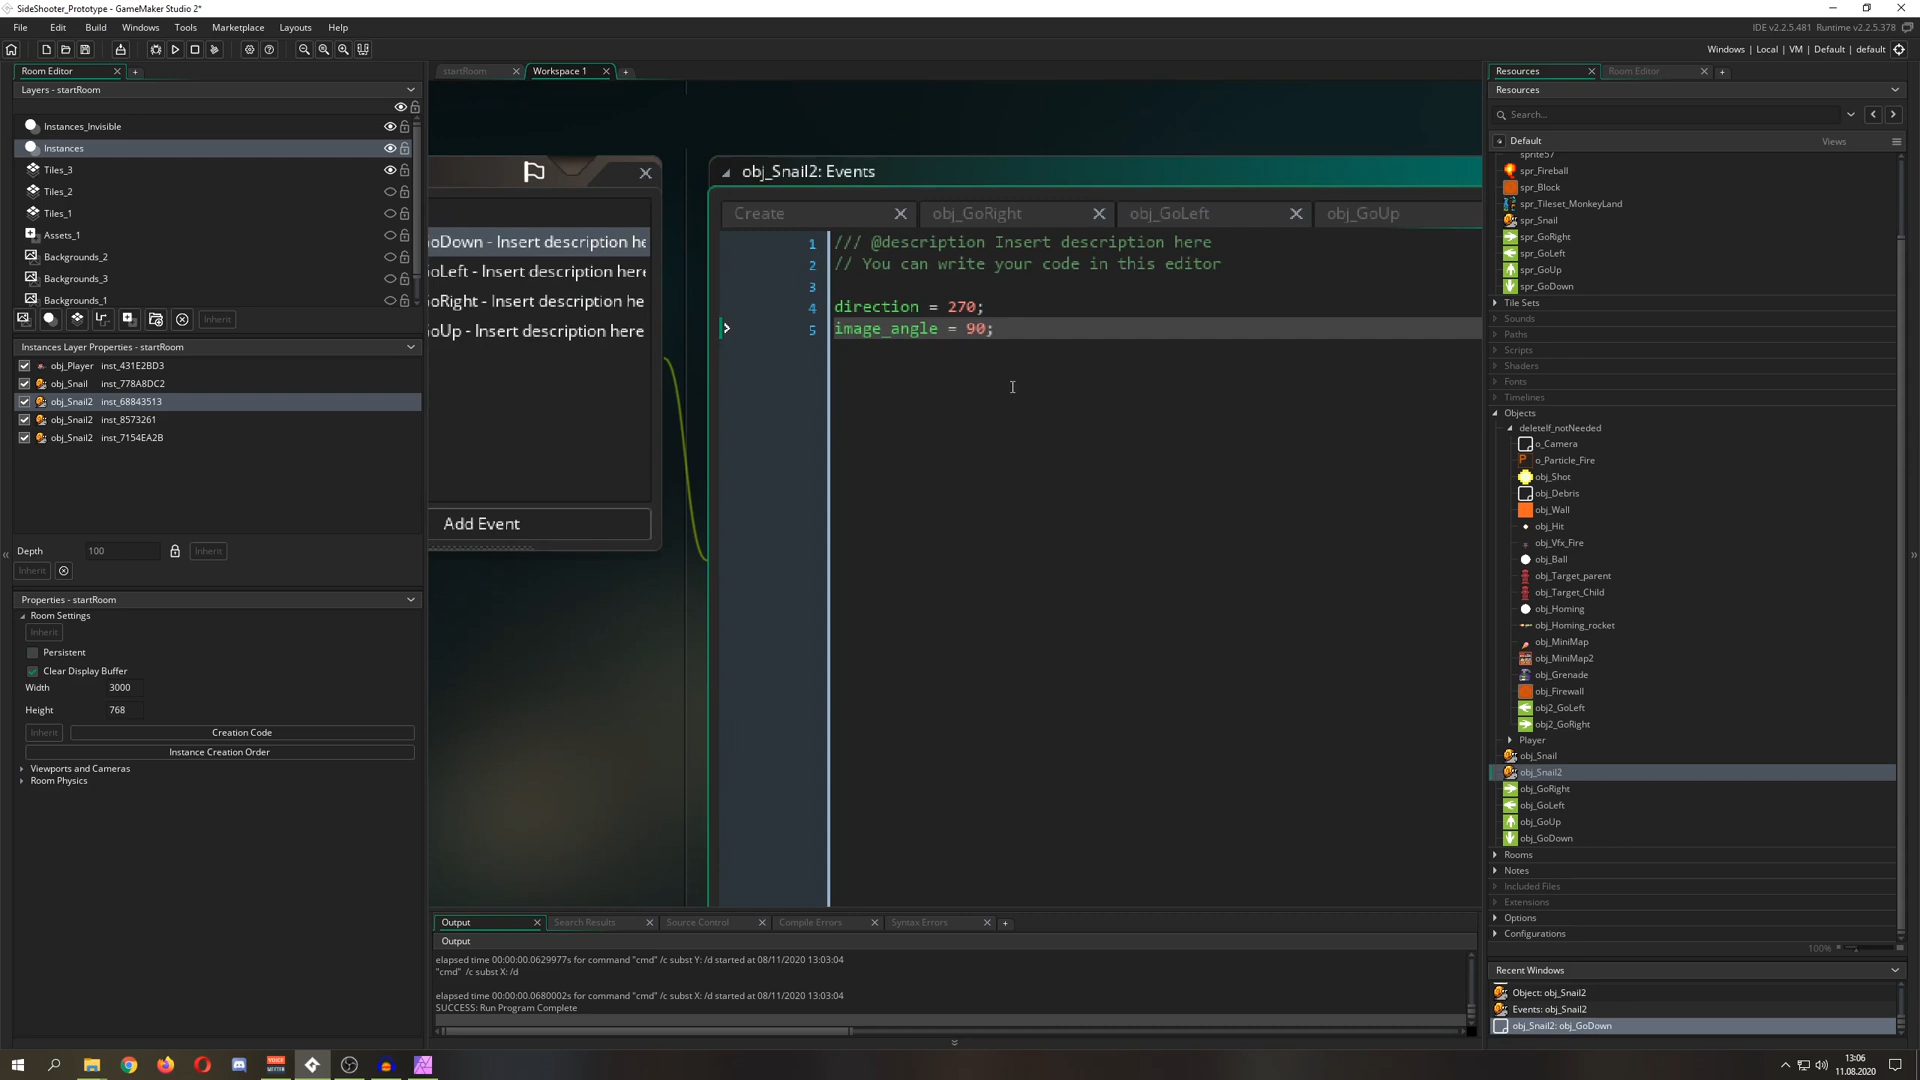 SideShooter_Prototype - GameMaker Studio 2*
File Edit Build Windows Tools Marketplace Layouts Help
IDE v2.2.5.481 Runtime v2.2.5.378
Windows | Local | VM | Default | default
Room Editor
Layers - startRoom
Instances_Invisible
Instances
Tiles_3
Tiles_2
Tiles_1
Assets_1
Backgrounds_2
Backgrounds_3
Backgrounds_1
Inherit
Instances Layer Properties - startRoom
obj_Player inst_431E2BD3
obj_Snail inst_778A8DC2
obj_Snail2 inst_68843513
obj_Snail2 inst_8573261
obj_Snail2 inst_7154EA2B
Depth 100 Inherit
Inherit
Properties - startRoom
Room Settings
Inherit
Persistent
Clear Display Buffer
Width 3000
Height 768
Inherit Creation Code
Instance Creation Order
Viewports and Cameras
Room Physics
startRoom Workspace 1
oDown - Insert description he
oLeft - Insert description here
oRight - Insert description he
oUp - Insert description here
Add Event
obj_Snail2: Events
Create obj_GoRight obj_GoLeft obj_GoUp
1 /// @description Insert description here
2 // You can write your code in this editor
3
4 direction = 270;
5 image_angle = 90;
Output Search Results Source Control Compile Errors Syntax Errors
Output
elapsed time 00:00:00.0629977s for command "cmd" /c subst Y: /d started at 08/11/2020 13:03:04
"cmd" /c subst X: /d
elapsed time 00:00:00.0680002s for command "cmd" /c subst X: /d started at 08/11/2020 13:03:04
SUCCESS: Run Program Complete
Resources Room Editor
Resources
Search...
Default Views
sprite57
spr_Fireball
spr_Block
spr_Tileset_MonkeyLand
spr_Snail
spr_GoRight
spr_GoLeft
spr_GoUp
spr_GoDown
Tile Sets
Sounds
Paths
Scripts
Shaders
Fonts
Timelines
Objects
deleteIf_notNeeded
o_Camera
o_Particle_Fire
obj_Shot
obj_Debris
obj_Wall
obj_Hit
obj_Vfx_Fire
obj_Ball
obj_Target_parent
obj_Target_Child
obj_Homing
obj_Homing_rocket
obj_MiniMap
obj_MiniMap2
obj_Grenade
obj_Firewall
obj2_GoLeft
obj2_GoRight
Player
obj_Snail
obj_Snail2
obj_GoRight
obj_GoLeft
obj_GoUp
obj_GoDown
Rooms
Notes
Included Files
Extensions
Options
Configurations
100%
Recent Windows
Object: obj_Snail2
Events: obj_Snail2
obj_Snail2: obj_GoDown
13:06
11.08.2020